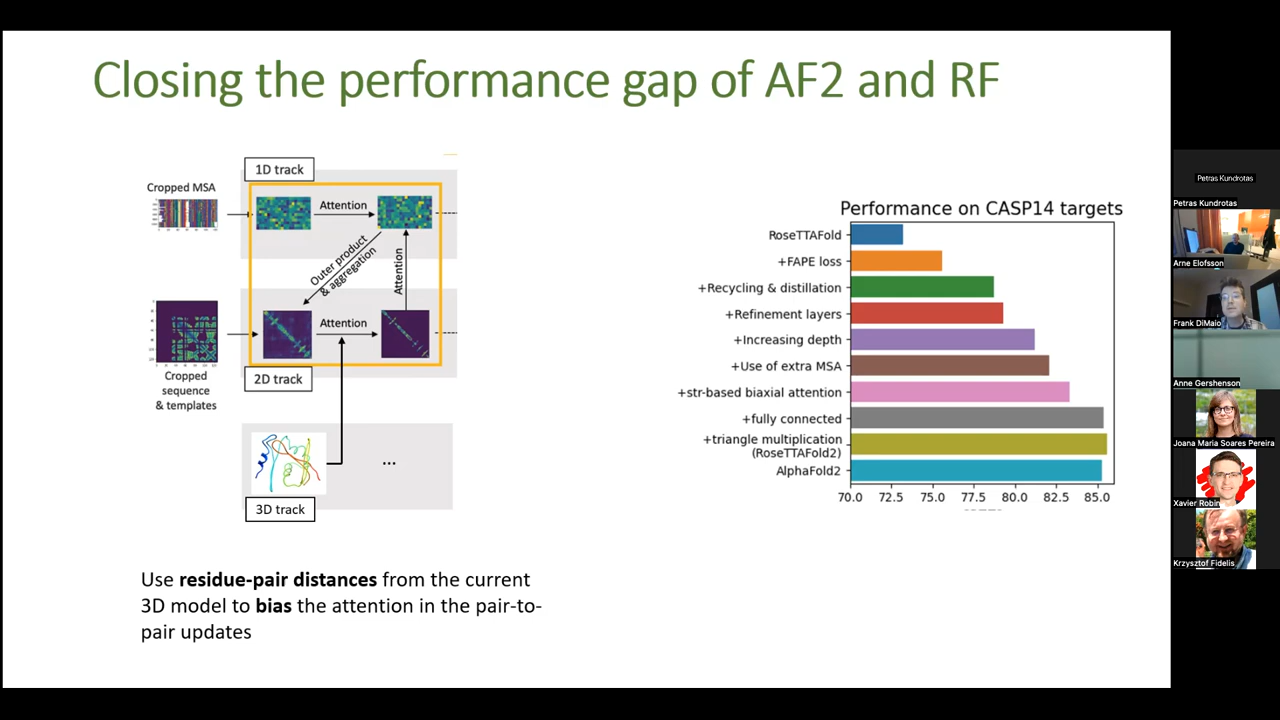 Closing the performance gap of AF2 and RF
1D track
Cropped MSA
Attention
Outer product
& aggregation
Attention
Attention
2D track
Cropped
sequence
& templates
...
3D track
Use residue-pair distances from the current
3D model to bias the attention in the pair-to-
pair updates
Performance on CASP14 targets
RoseTTAFold
+FAPE loss
+Recycling & distillation
+Refinement layers
+Increasing depth
+Use of extra MSA
+str-based biaxial attention
+fully connected
+triangle multiplication
(RoseTTAFold2)
AlphaFold2
70.0 72.5 75.0 77.5 80.0 82.5 85.0
Petras Kundrotas
Petras Kundrotas
Arne Elofsson
Frank DiMaio
Anne Gershenson
Joana Maria Soares Pereira
Xavier Robin
Krzysztof Fidelis